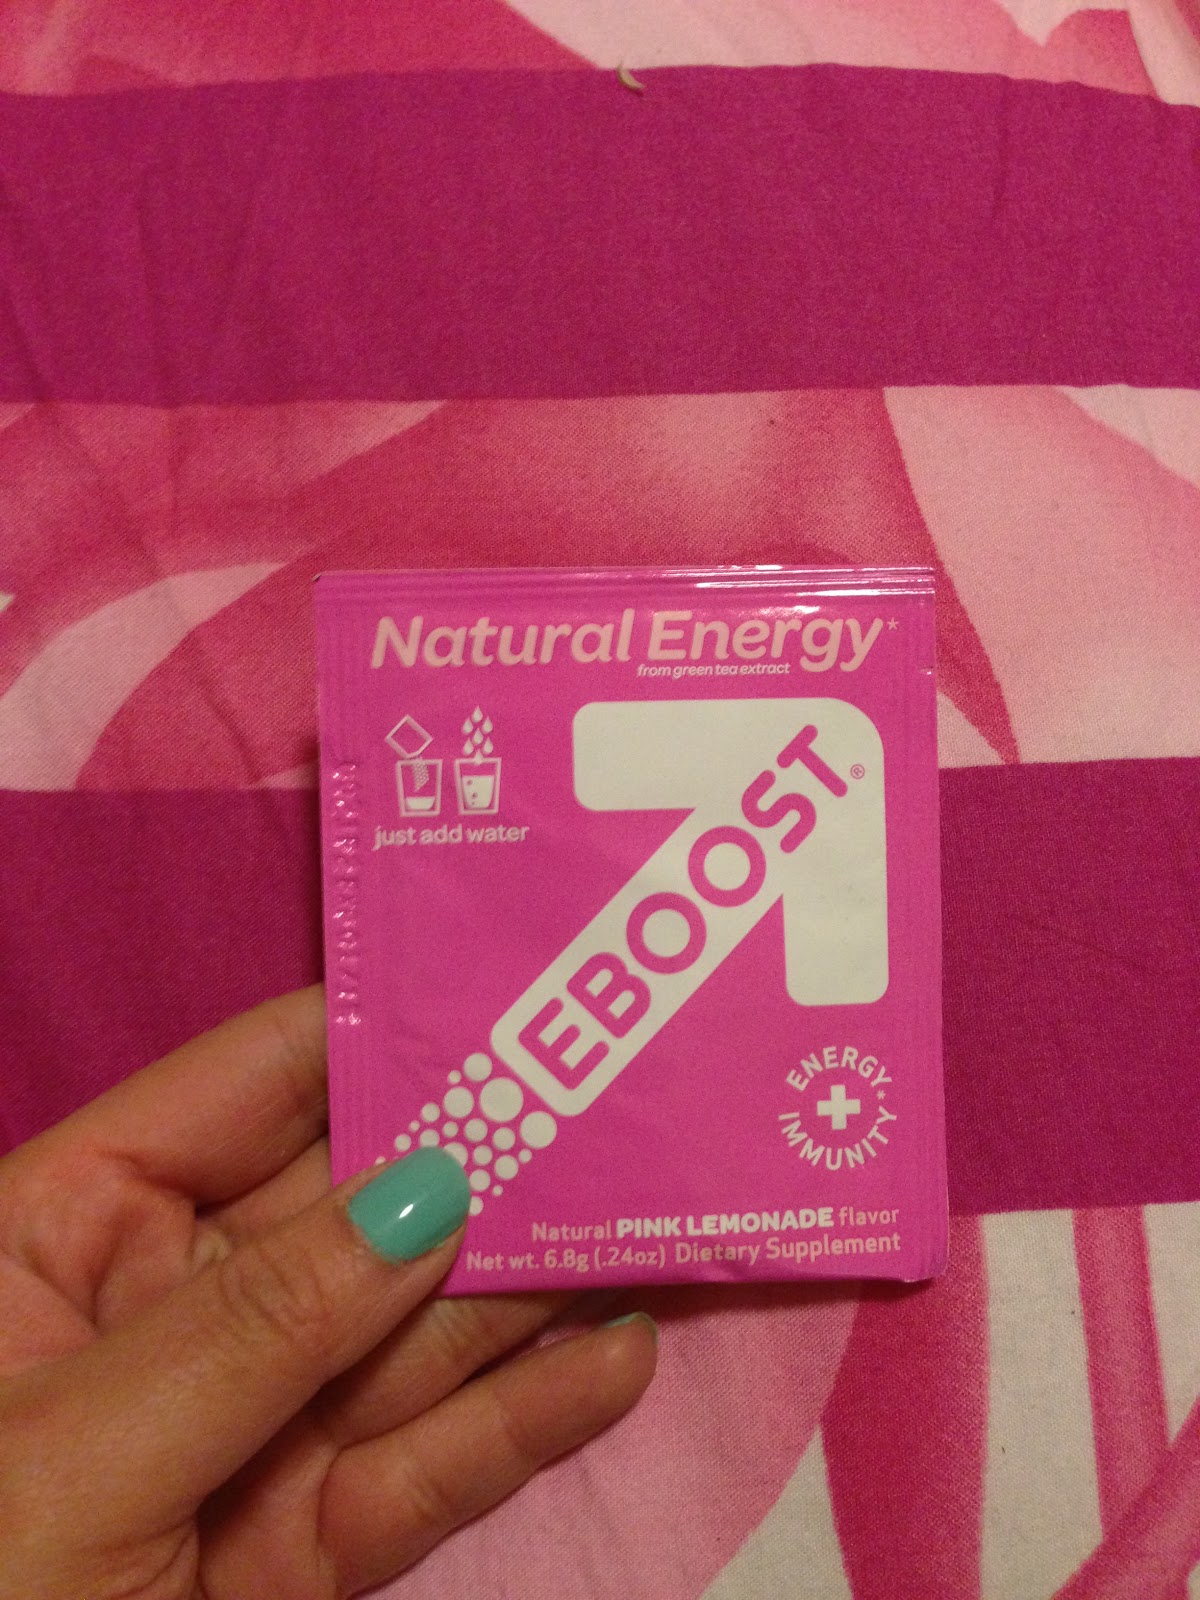 Natural Energy*
from green tea extract
just add water
EBOOST®
ENERGY*
+
IMMUNITY
Natural PINK LEMONADE flavor
Net wt. 6.8g (.24oz) Dietary Supplement